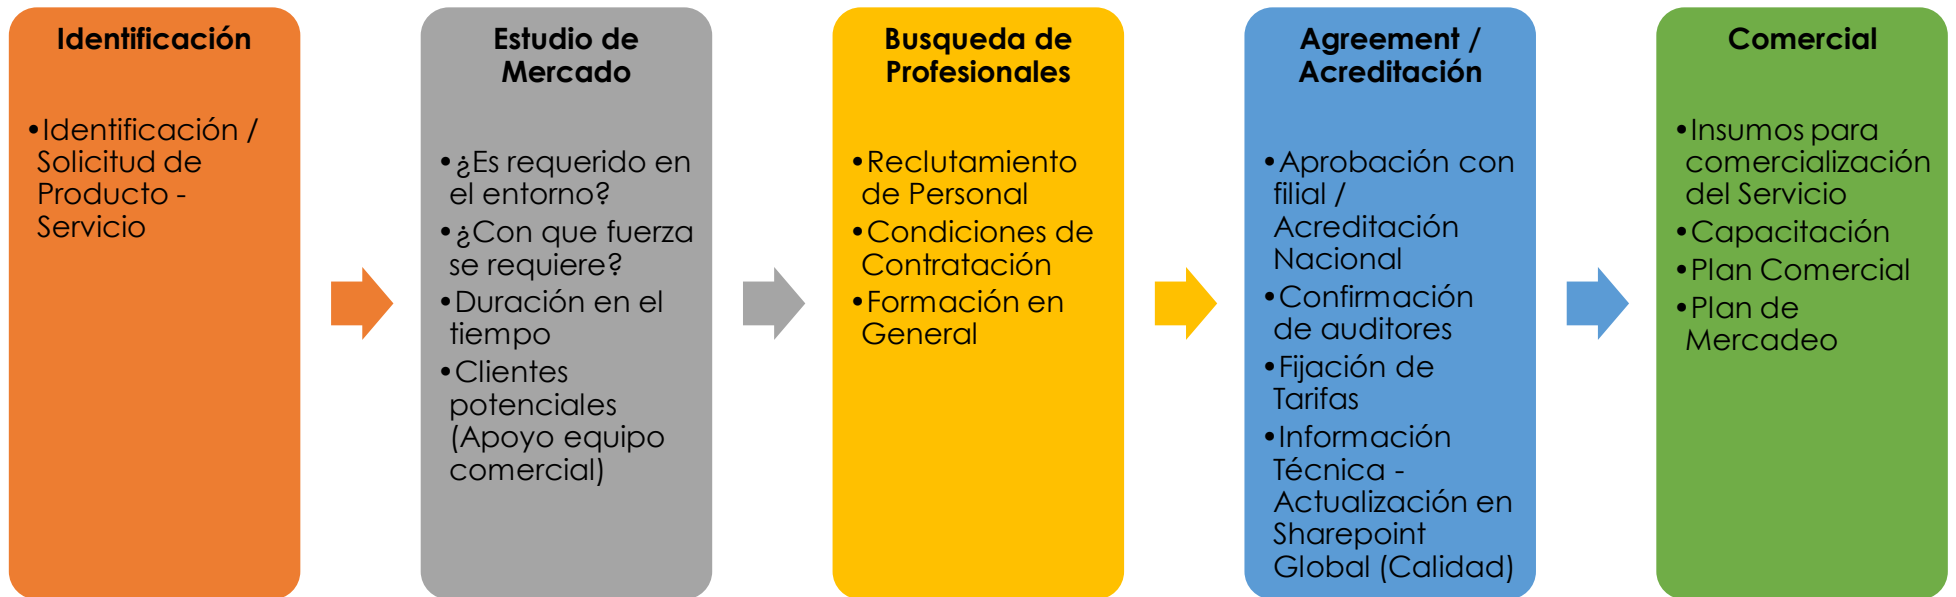 Identificación
•Identificación /
Solicitud de
Producto -
Servicio
Estudio de
Mercado
•¿Es requerido en
el entorno?
•¿Con que fuerza
se requiere?
•Duración en el
tiempo
•Clientes
potenciales
(Apoyo equipo
comercial)
Busqueda de
Profesionales
•Reclutamiento
de Personal
•Condiciones de
Contratación
•Formación en
General
Agreement /
Acreditación
•Aprobación con
filial /
Acreditación
Nacional
•Confirmación
de auditores
•Fijación de
Tarifas
•Información
Técnica -
Actualización en
Sharepoint
Global (Calidad)
Comercial
•Insumos para
comercialización
del Servicio
•Capacitación
•Plan Comercial
•Plan de
Mercadeo